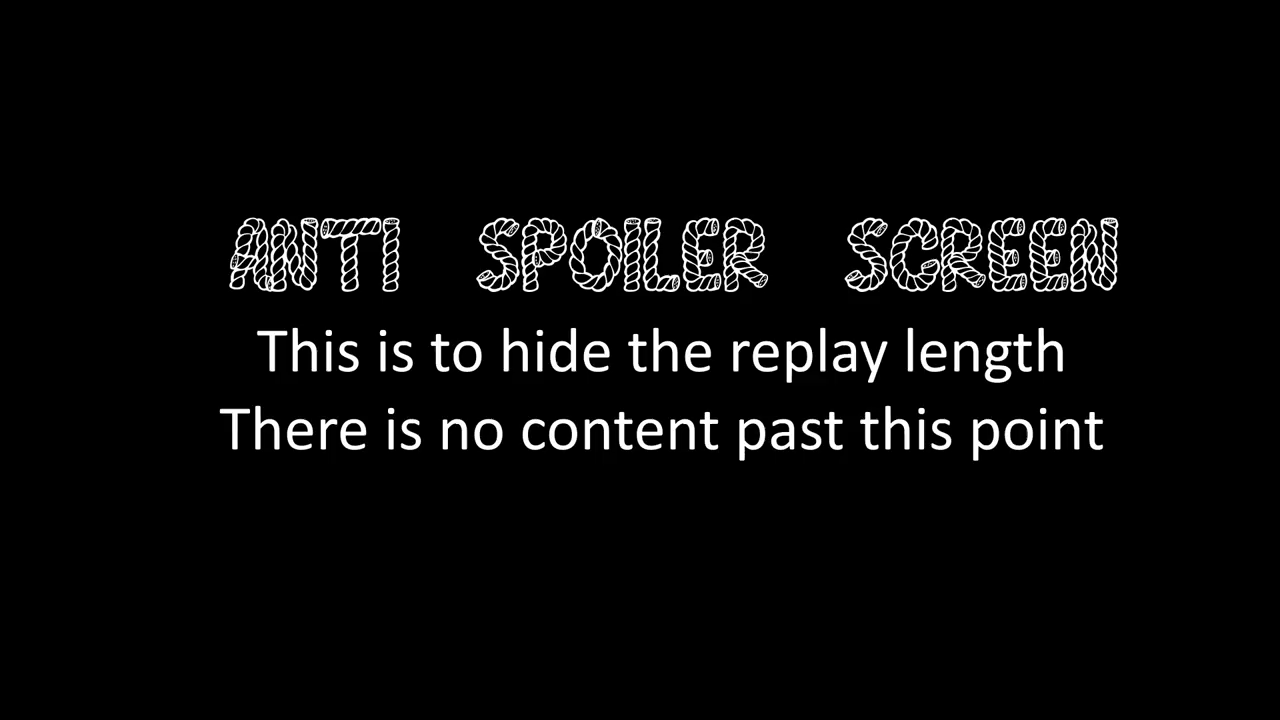 ANTI SPOILER SCREEN
This is to hide the replay length
There is no content past this point